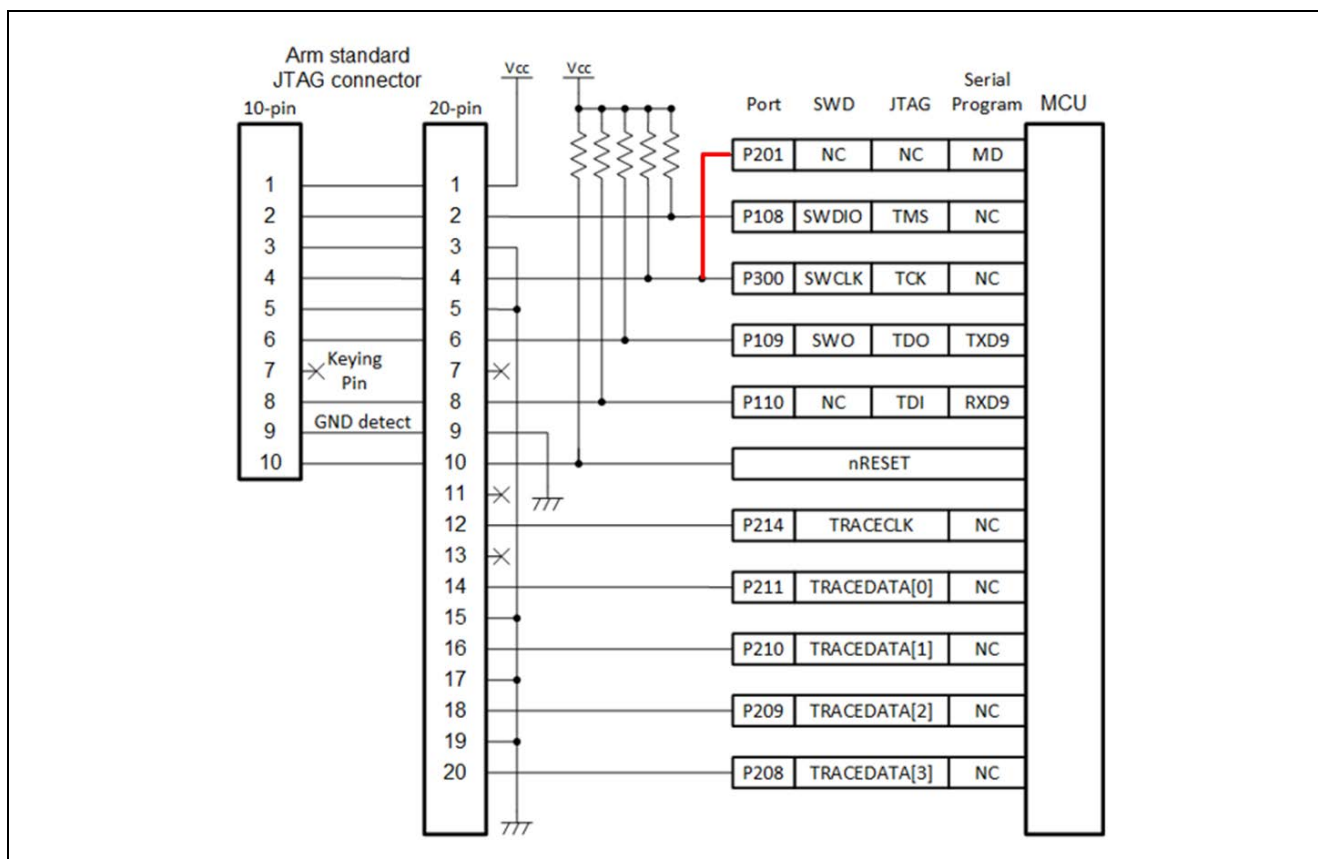 Arm standard
JTAG connector
10-pin
20-pin
Vcc
Vcc
Port
SWD
JTAG
Serial
Program
MCU
P201 NC NC MD
1
1
2
2
P108 SWDIO TMS NC
3
3
4
4
P300 SWCLK TCK NC
5
5
6
6
P109 SWO TDO TXD9
7
Keying
Pin
7
8
8
P110 NC TDI RXD9
9
GND detect
9
10
10
nRESET
11
12
P214 TRACECLK NC
13
14
P211 TRACEDATA[0] NC
15
16
P210 TRACEDATA[1] NC
17
18
P209 TRACEDATA[2] NC
19
20
P208 TRACEDATA[3] NC